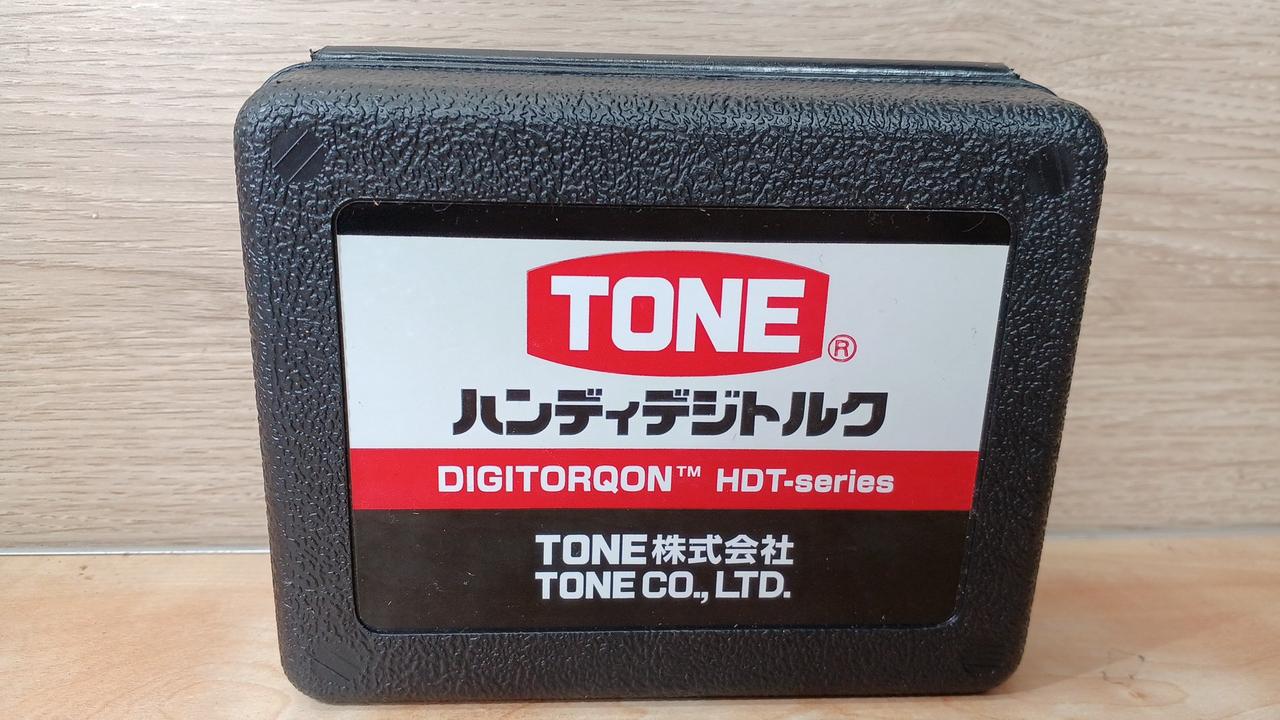 TONE®
ハンディデジトルク
DIGITORQON™ HDT-series
TONE株式会社
TONE CO., LTD.